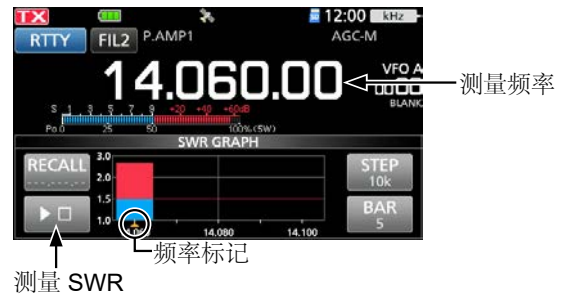 TX 12:00 kHz
RTTY FIL2 P.AMP1 AGC-M
14.060.00 VFO A
测量频率
BLANK
S 1 3 5 7 9 +20 +40 +60dB
Po 0 25 50 100% (5W)
SWR GRAPH
RECALL 3.0 STEP
--.---.-- 2.0 10k
1.5 BAR
1.0 14.080 14.100 5
频率标记
测量 SWR